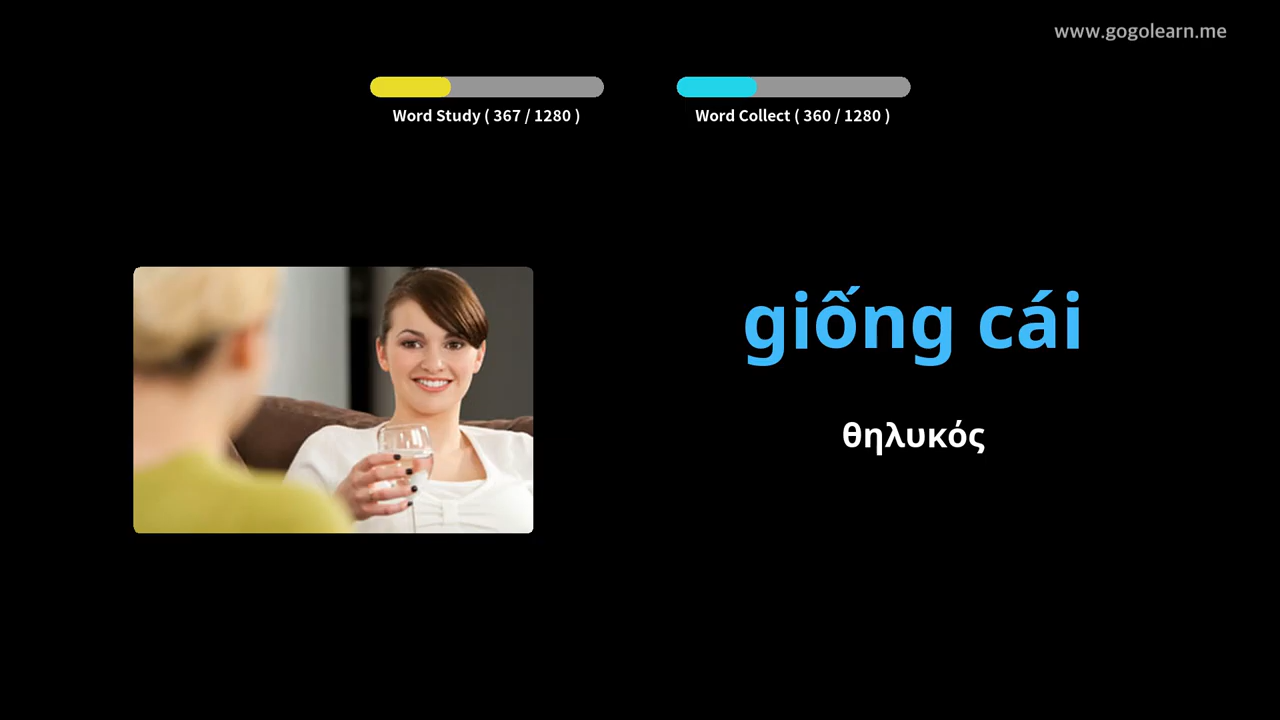 www.gogolearn.me
Word Study ( 367 / 1280 )
Word Collect ( 360 / 1280 )
giống cái
θηλυκός